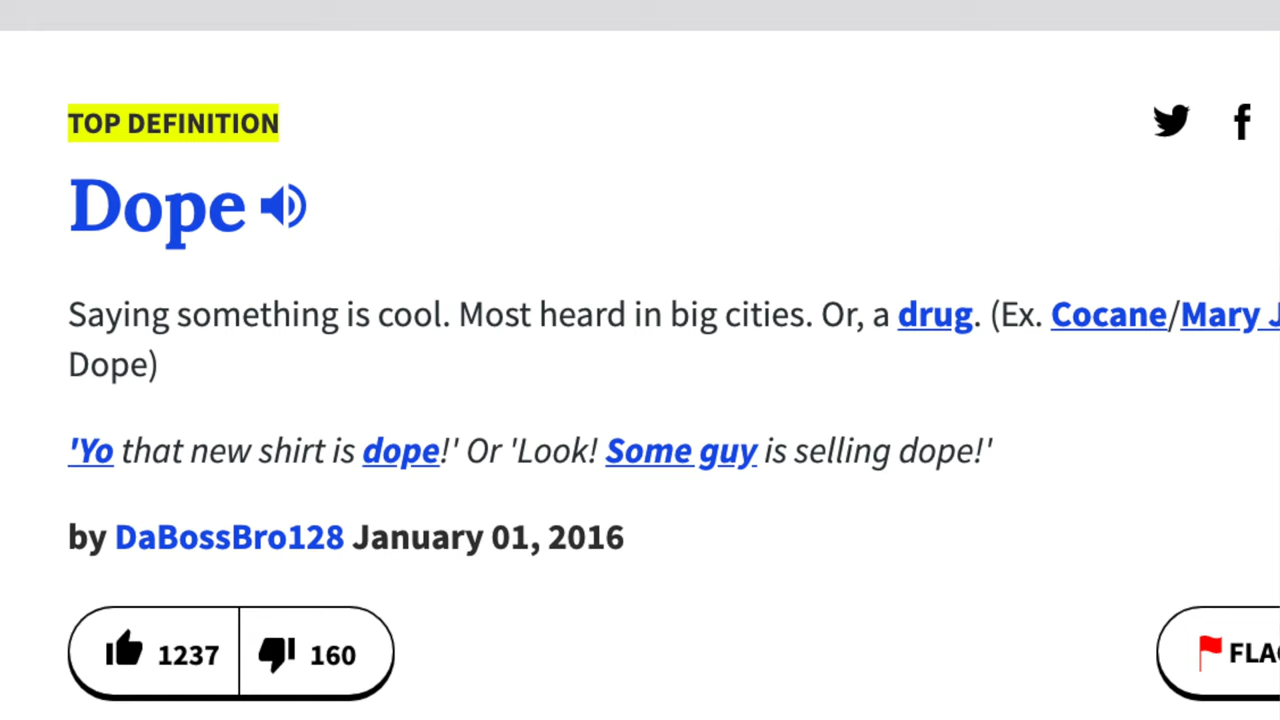 TOP DEFINITION
Dope
Saying something is cool. Most heard in big cities. Or, a drug. (Ex. Cocane/Mary J
Dope)
'Yo that new shirt is dope!' Or 'Look! Some guy is selling dope!'
by DaBossBro128 January 01, 2016
1237 160 FLAG